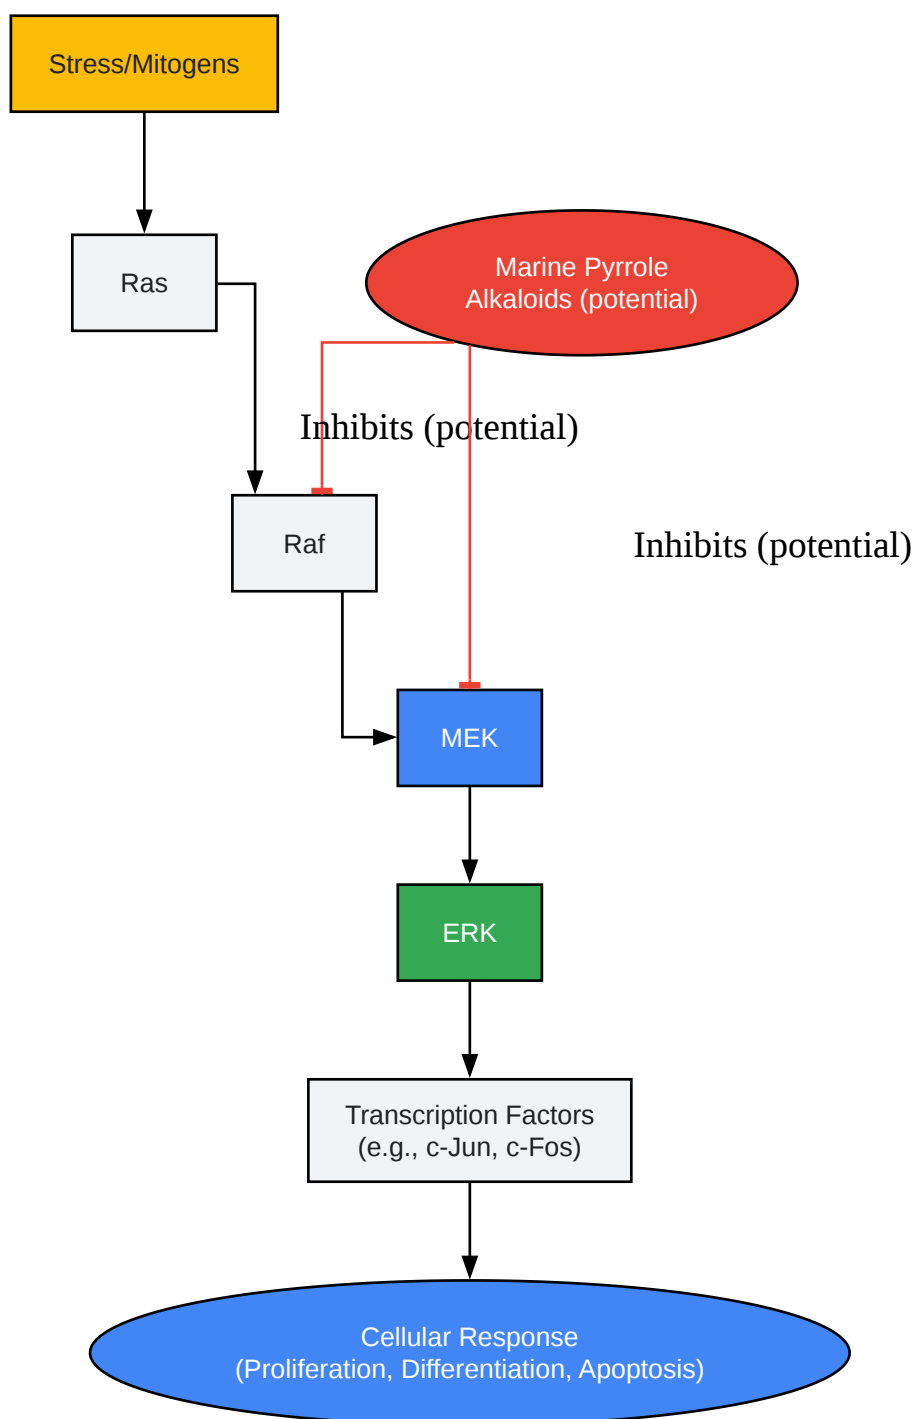 Stress/Mitogens
Ras
Marine Pyrrole
Alkaloids (potential)
Inhibits (potential)
Raf
Inhibits (potential)
MEK
ERK
Transcription Factors
(e.g., c-Jun, c-Fos)
Cellular Response
(Proliferation, Differentiation, Apoptosis)